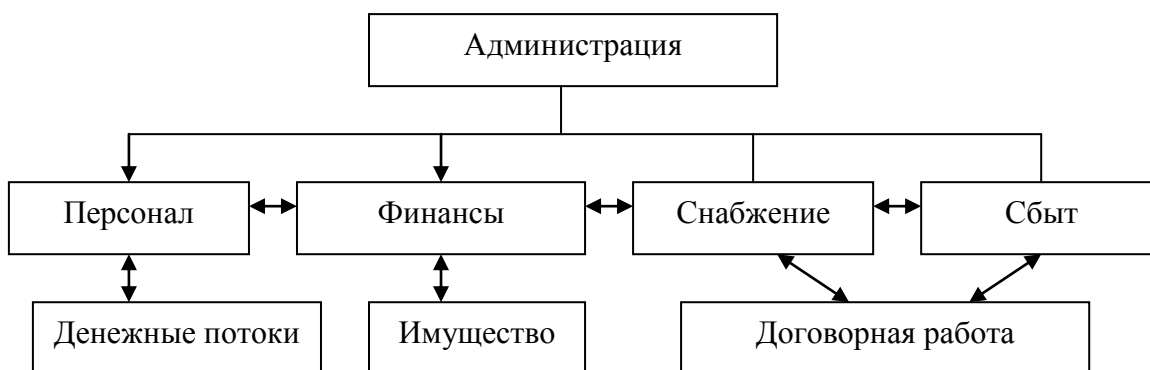 Администрация
Персонал
Финансы
Снабжение
Сбыт
Денежные потоки
Имущество
Договорная работа